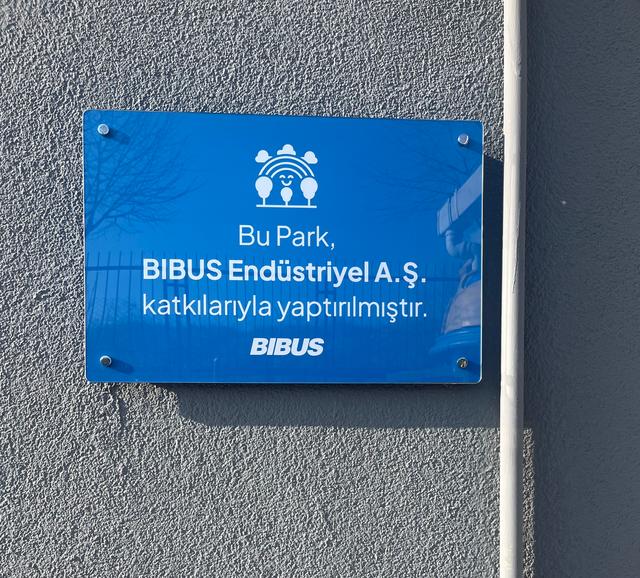 Bu Park,
BIBUS Endüstriyel A.Ş.
katkılarıyla yaptırılmıştır.
BIBUS